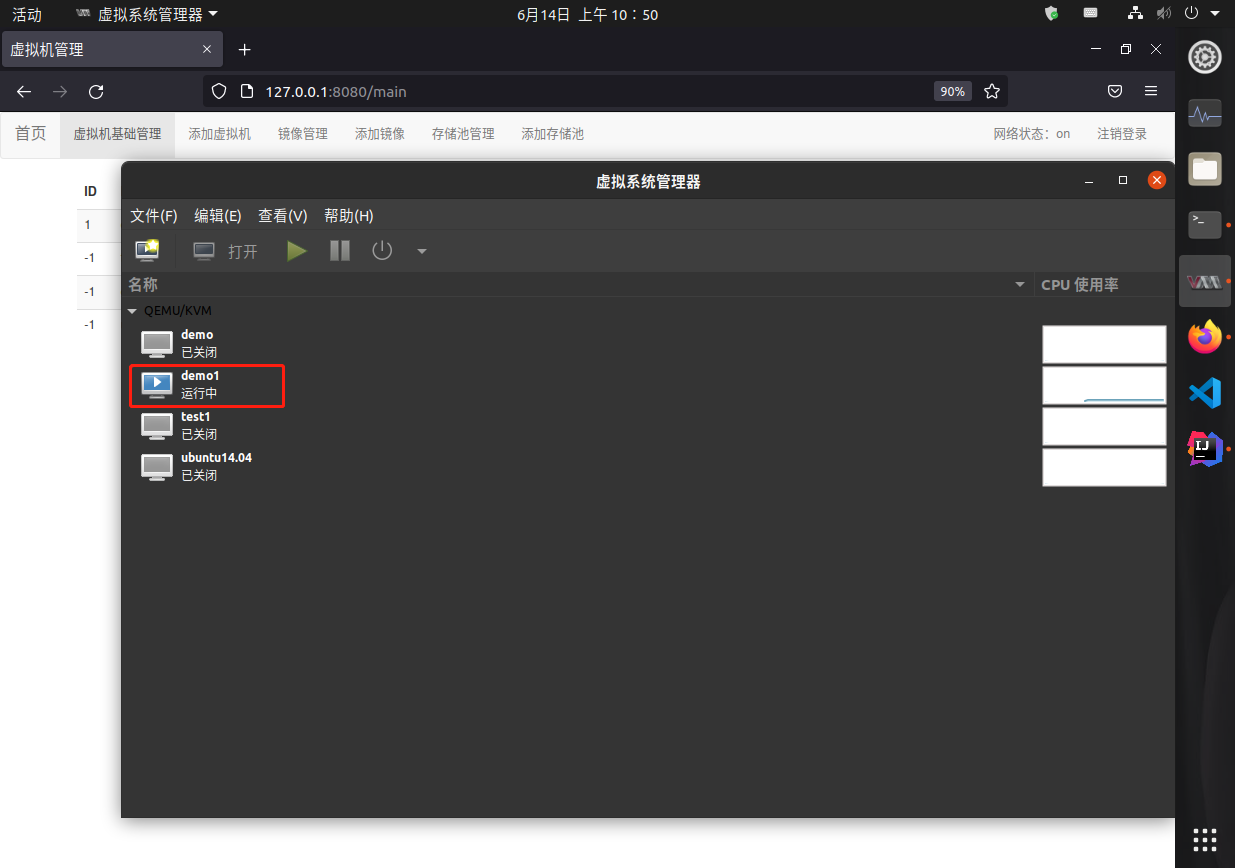 活动 虚拟系统管理器 6月14日 上午 10：50
虚拟机管理
127.0.0.1:8080/main 90%
首页 虚拟机基础管理 添加虚拟机 镜像管理 添加镜像 存储池管理 添加存储池 网络状态：on 注销登录
ID
1
-1
-1
-1
虚拟系统管理器
文件(F) 编辑(E) 查看(V) 帮助(H)
打开
名称 CPU 使用率
QEMU/KVM
demo
已关闭
demo1
运行中
test1
已关闭
ubuntu14.04
已关闭